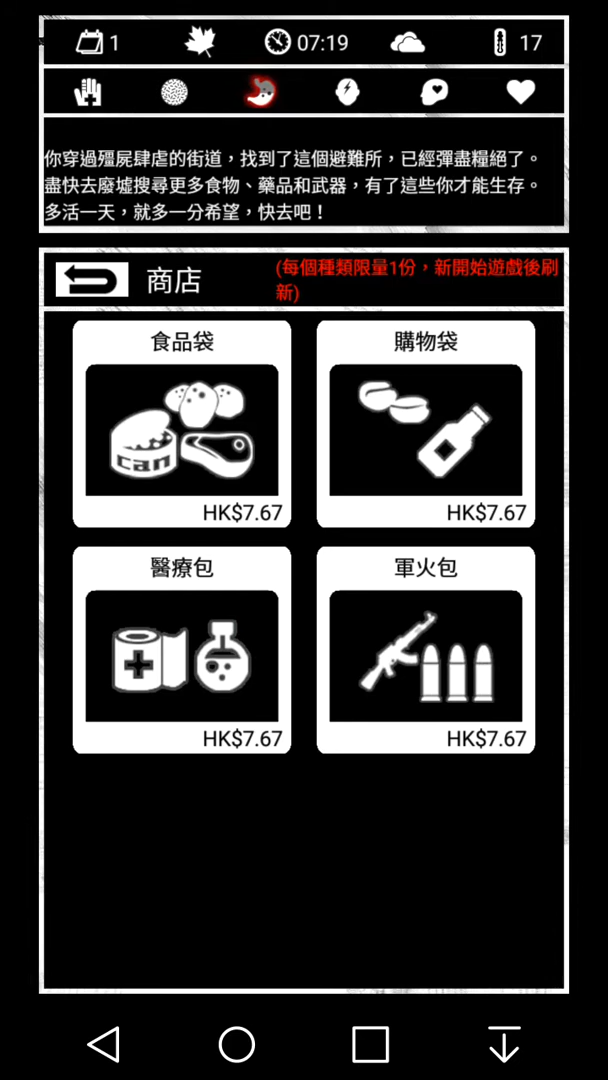 1 07:19 17
你穿過殭屍肆虐的街道，找到了這個避難所，已經彈盡糧絕了。
盡快去廢墟搜尋更多食物、藥品和武器，有了這些你才能生存。
多活一天，就多一分希望，快去吧！
商店
(每個種類限量1份，新開始遊戲後刷
新)
食品袋
can
HK$7.67
購物袋
HK$7.67
醫療包
HK$7.67
軍火包
HK$7.67